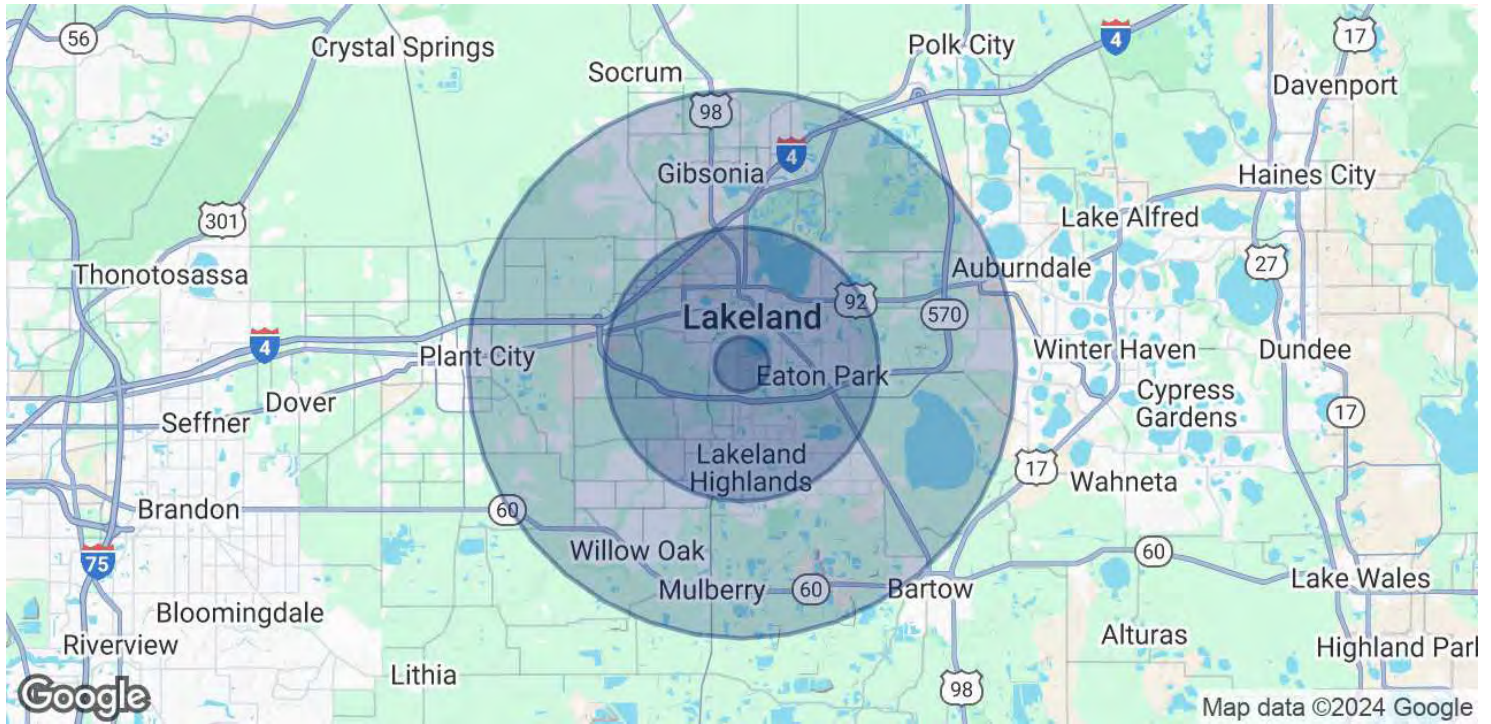 56
Crystal Springs
Socrum
Polk City
4
17
Davenport
98
4
Gibsonia
Haines City
301
Lake Alfred
Thonotosassa
Auburndale
27
92
570
Lakeland
4
Plant City
Winter Haven
Dundee
Eaton Park
Dover
Cypress
Gardens
17
Seffner
Lakeland
Highlands
17
Wahneta
Brandon
60
Willow Oak
60
75
Mulberry
60
Bartow
Lake Wales
Bloomingdale
Riverview
Alturas
Highland Parl
Lithia
98
Google
Map data ©2024 Google